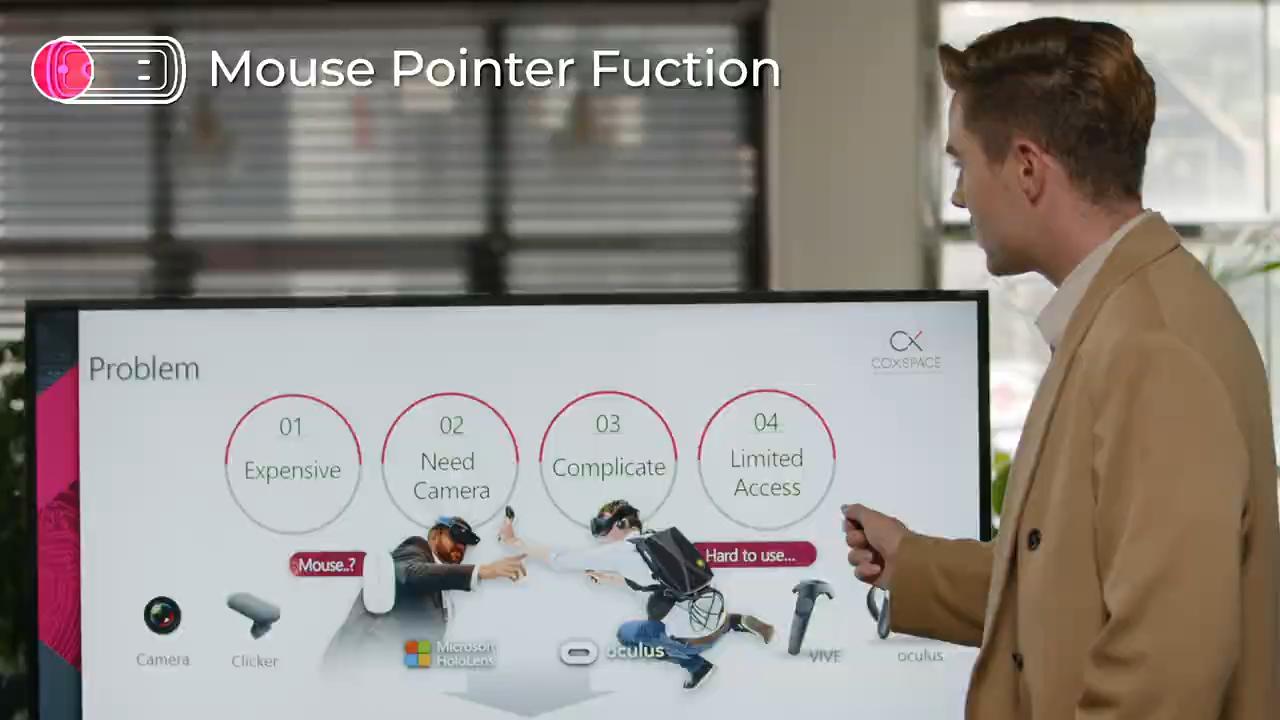 Mouse Pointer Fuction
Problem
COXSPACE
01
Expensive
02
Need
Camera
03
Complicate
04
Limited
Access
Mouse..?
Hard to use...
Camera
Clicker
Microsoft
HoloLens
oculus
VIVE
oculus